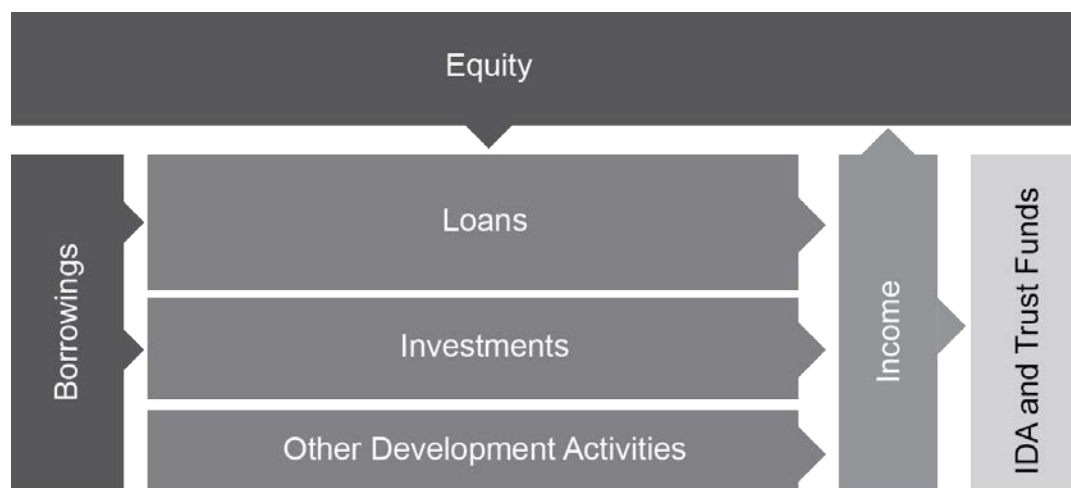 Equity
Borrowings
Loans
Investments
Other Development Activities
Income
IDA and Trust Funds